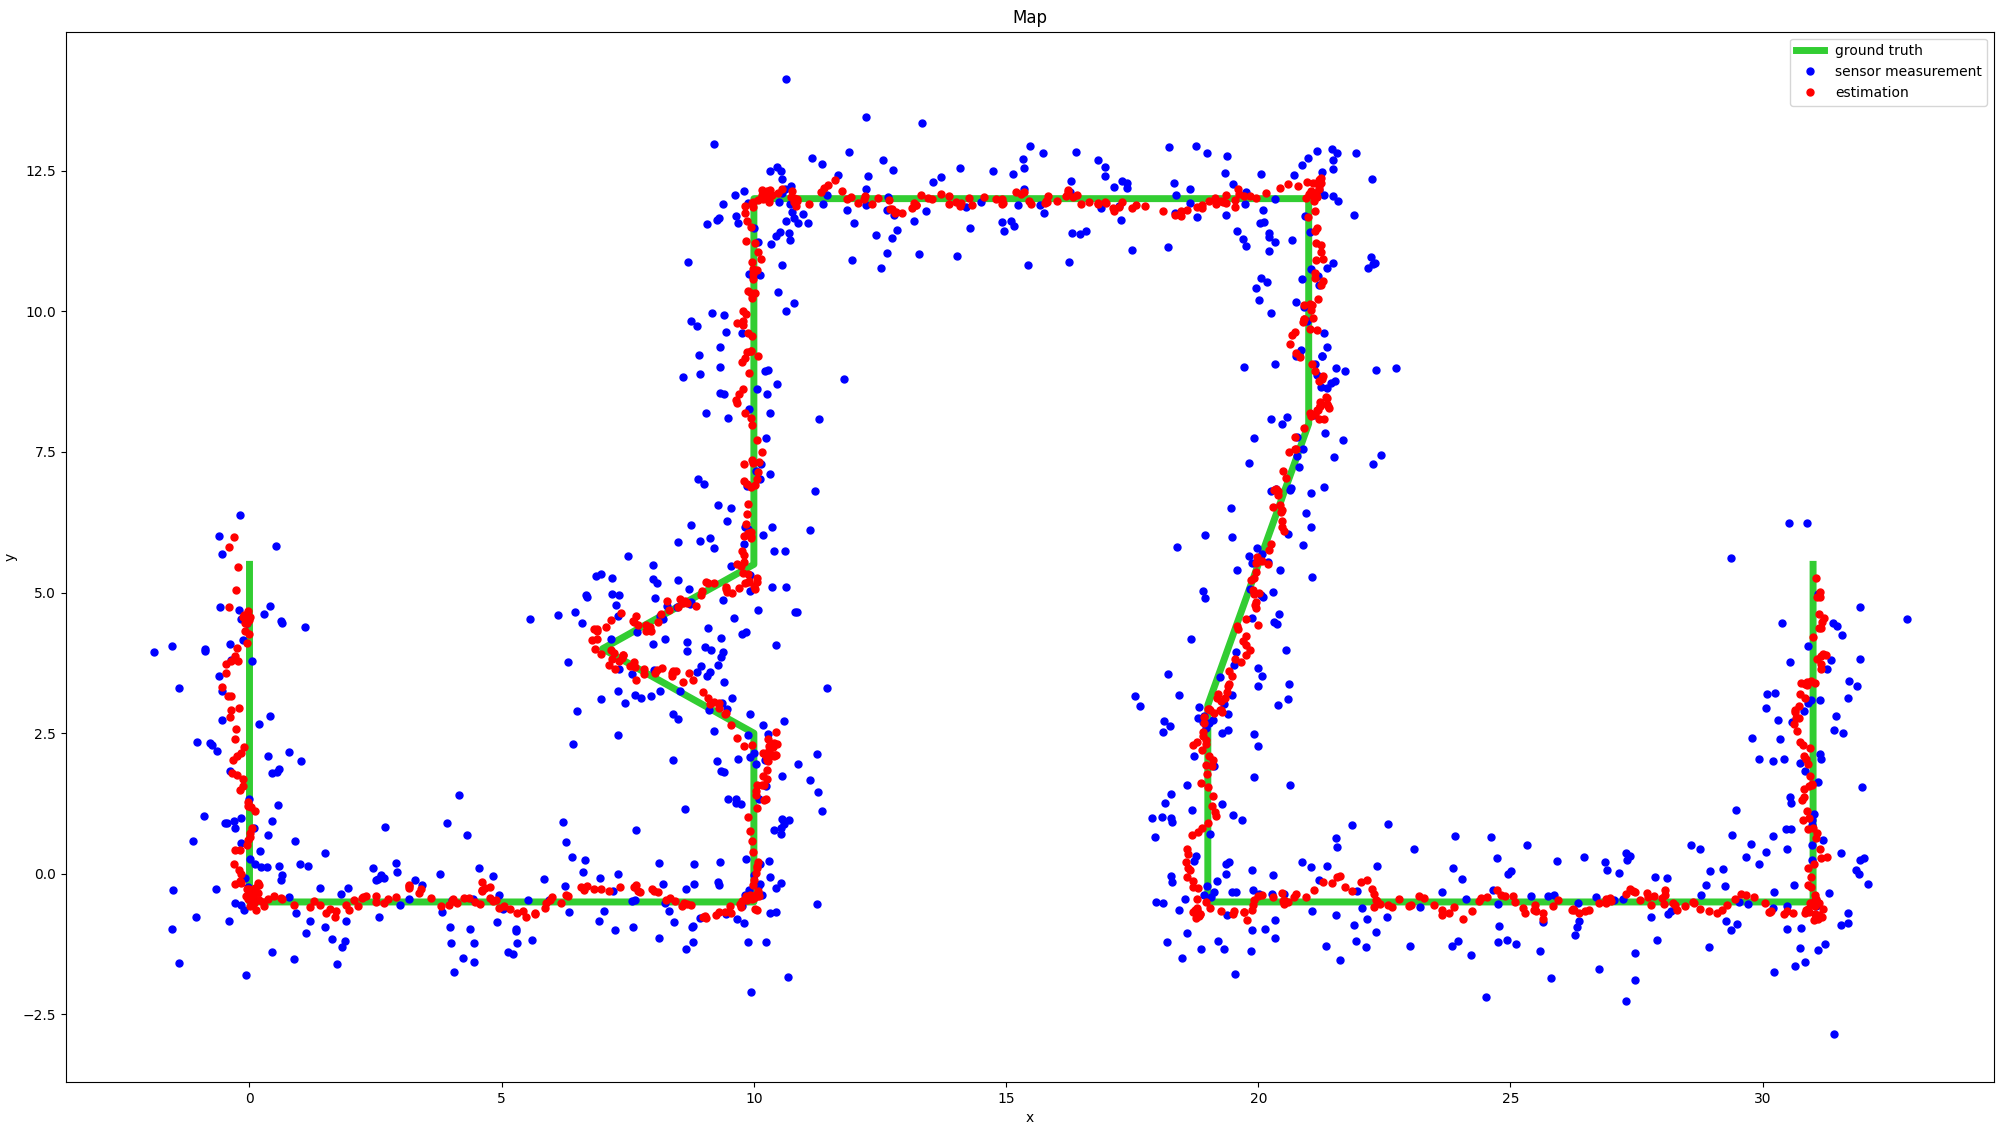 Map
ground truth
sensor measurement
estimation
12.5
10.0
7.5
5.0
2.5
0.0
−2.5
y
0 5 10 15 20 25 30
x